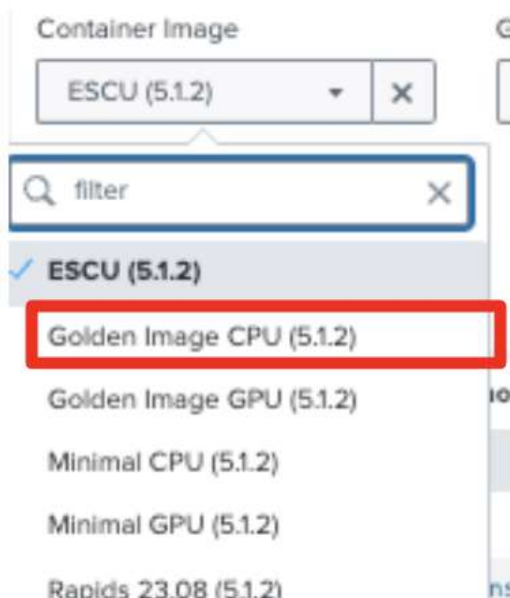 Container Image
ESCU (5.1.2)
filter
ESCU (5.1.2)
Golden Image CPU (5.1.2)
Golden Image GPU (5.1.2)
Minimal CPU (5.1.2)
Minimal GPU (5.1.2)
Rapids 23.08 (5.1.2)